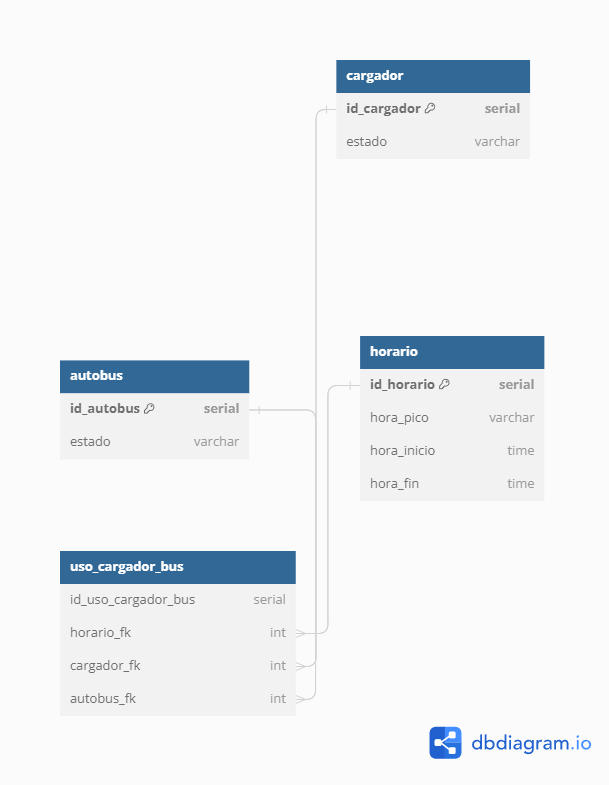 cargador
id_cargador serial
estado varchar
autobus
id_autobus serial
estado varchar
horario
id_horario serial
hora_pico varchar
hora_inicio time
hora_fin time
uso_cargador_bus
id_uso_cargador_bus serial
horario_fk int
cargador_fk int
autobus_fk int
dbdiagram.io